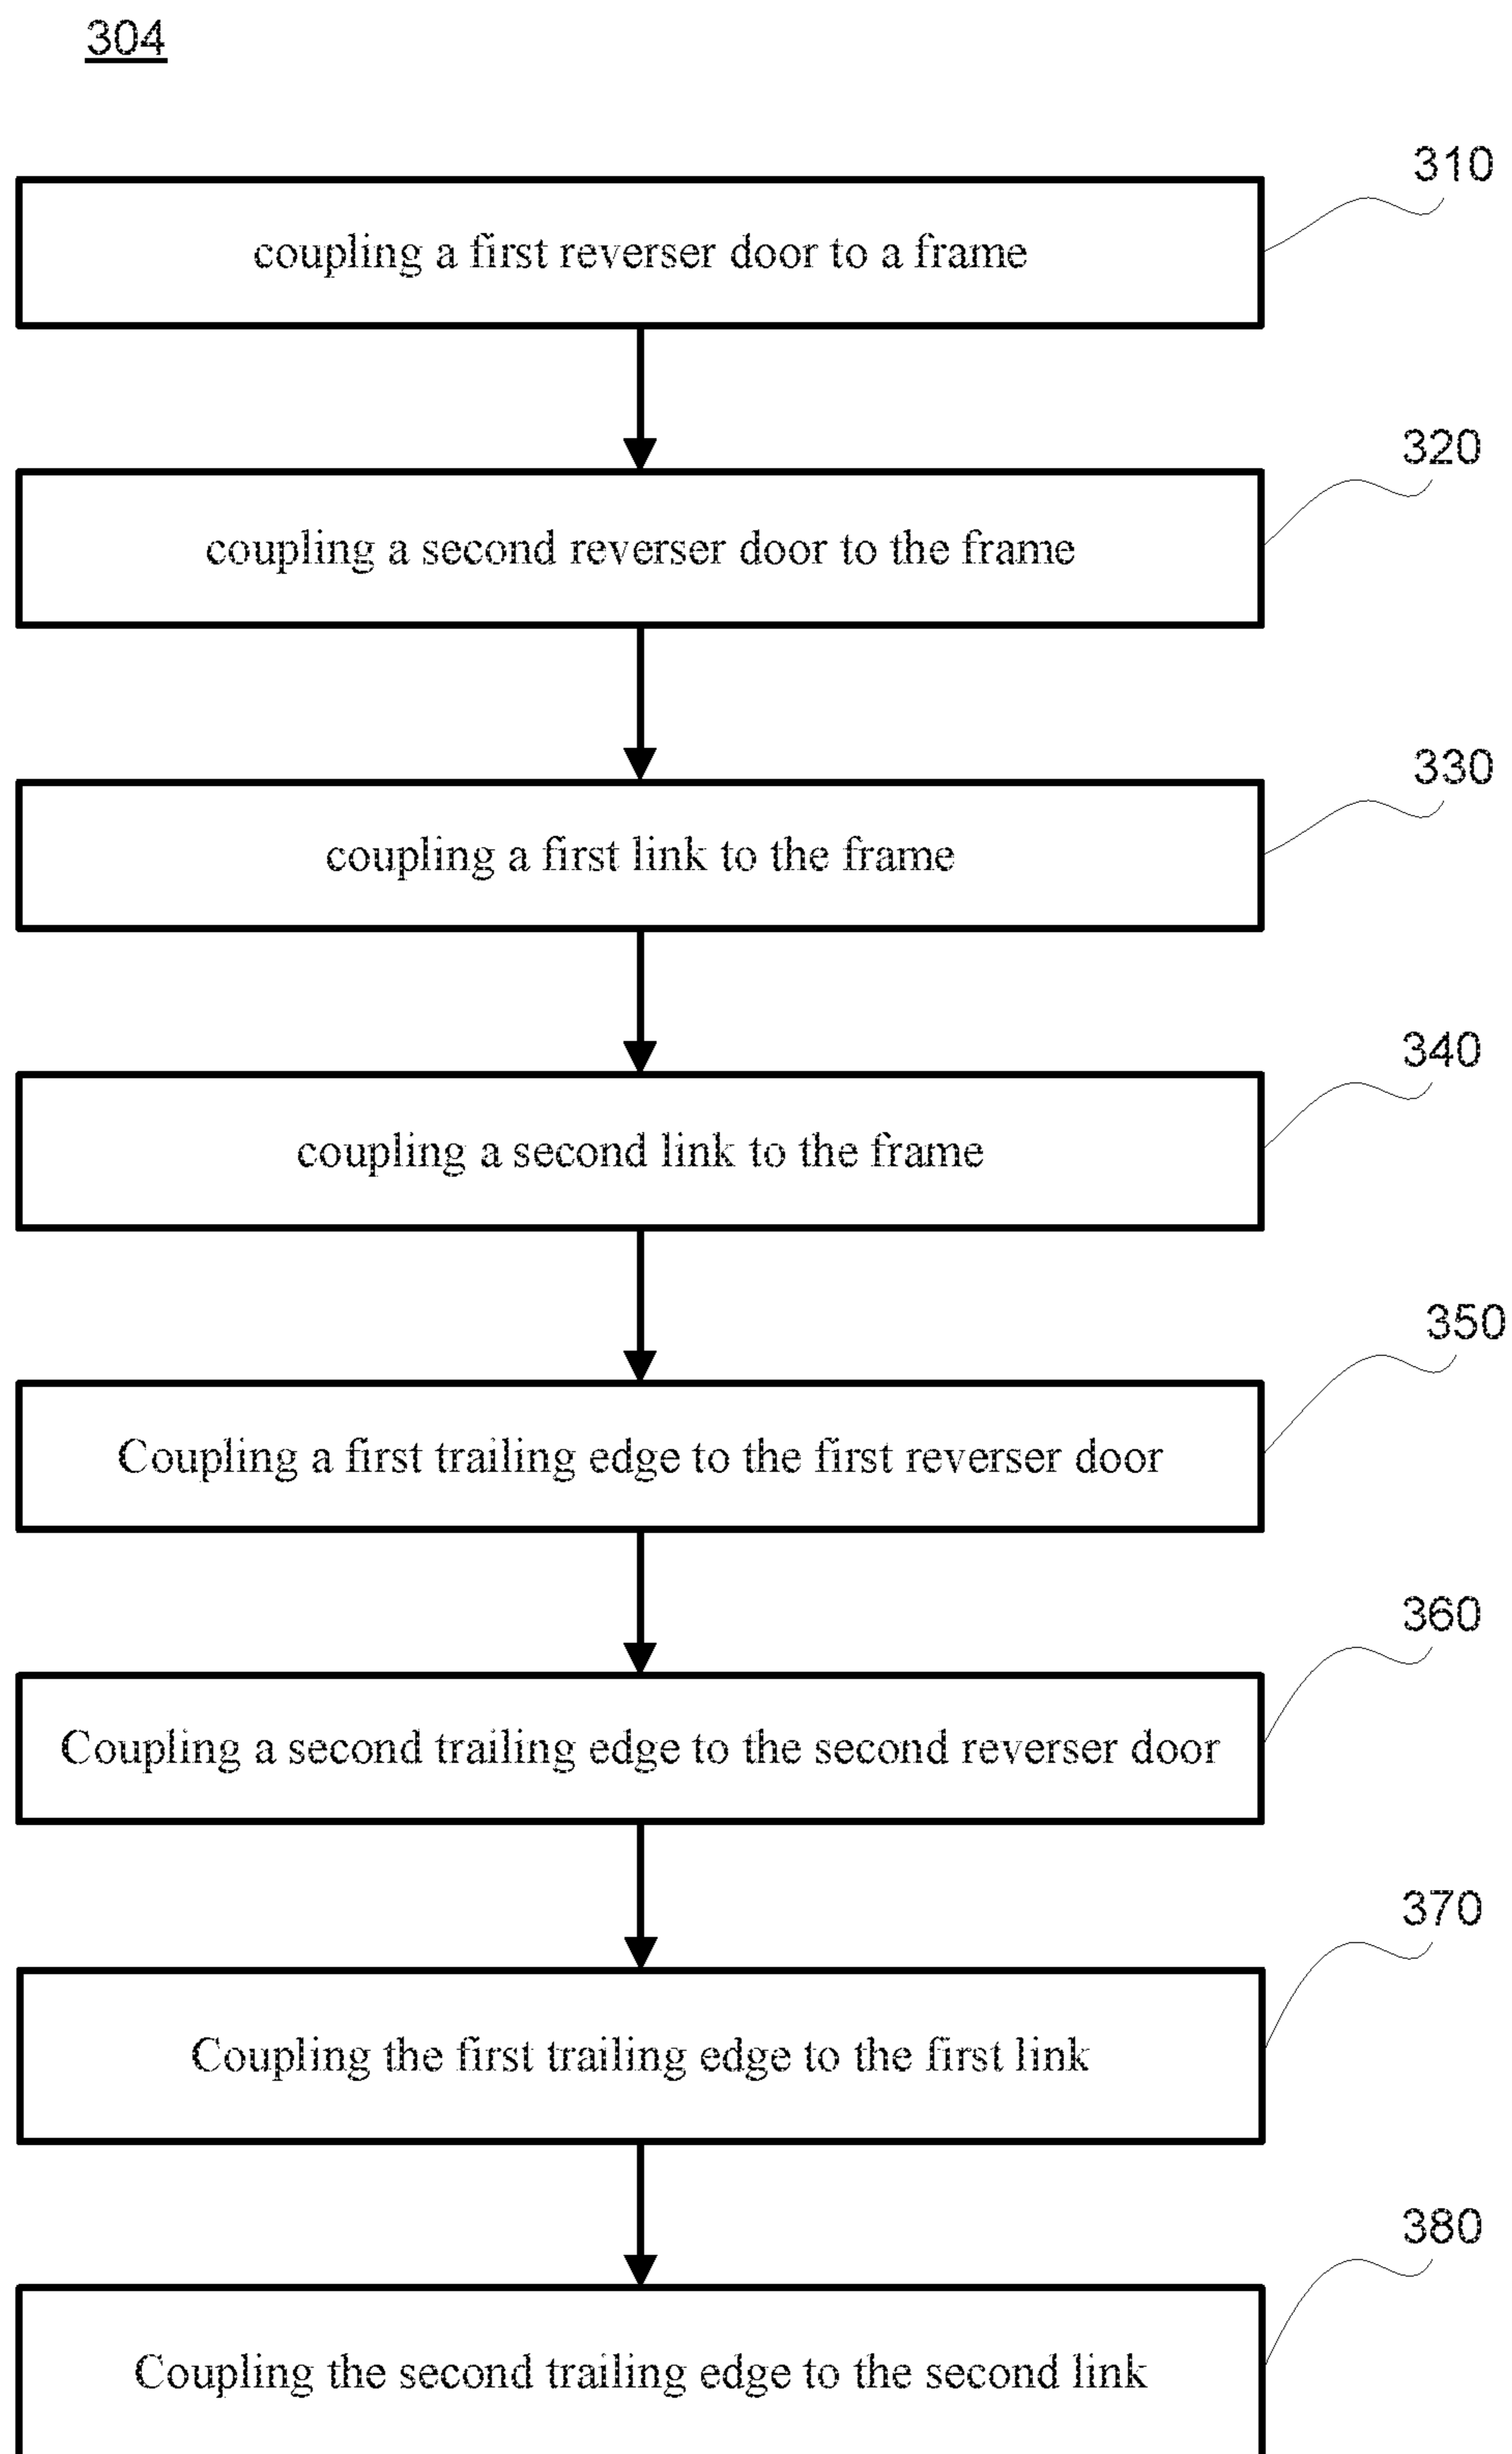 304
310
coupling a first reverser door to a frame
320
coupling a second reverser door to the frame
330
coupling a first link to the frame
340
coupling a second link to the frame
350
Coupling a first trailing edge to the first reverser door
360
Coupling a second trailing edge to the second reverser door
370
Coupling the first trailing edge to the first link
380
Coupling the second trailing edge to the second link